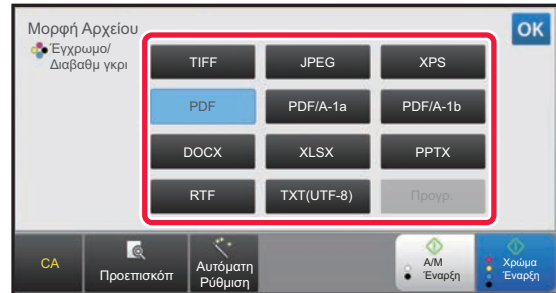 Μορφή Αρχείου
OK
Έγχρωμο/
Διαβαθμ γκρι
TIFF
JPEG
XPS
PDF
PDF/A-1a
PDF/A-1b
DOCX
XLSX
PPTX
RTF
TXT(UTF-8)
Προγρ.
CA
Προεπισκόπ
Αυτόματη
Ρύθμιση
Α/Μ
Έναρξη
Χρώμα
Έναρξη